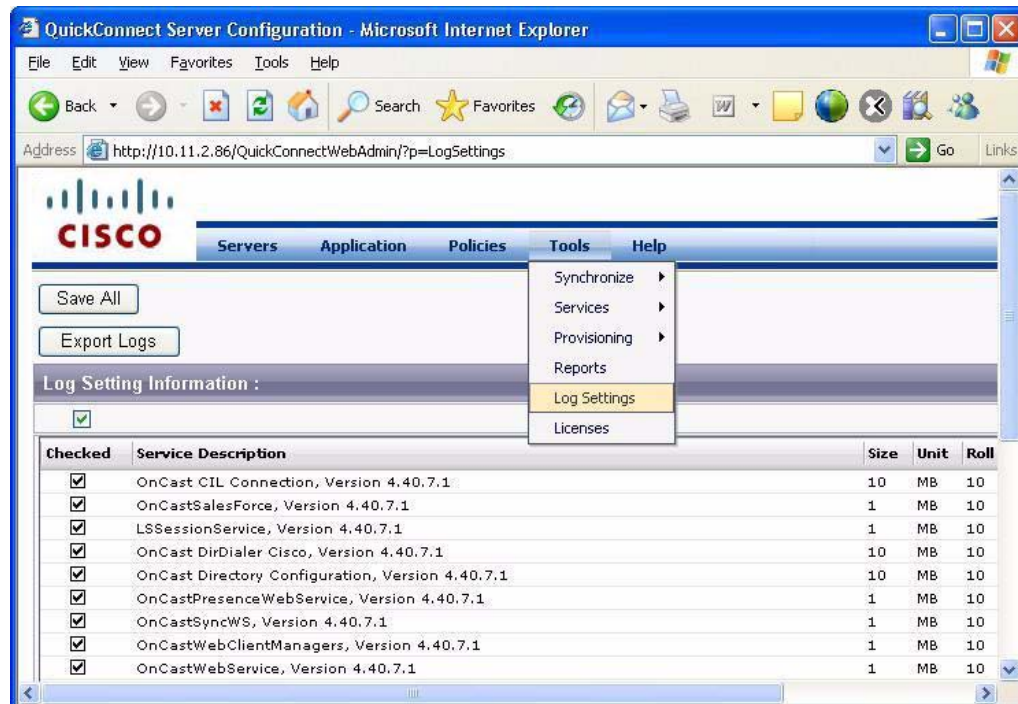 QuickConnect Server Configuration - Microsoft Internet Explorer
File Edit View Favorites Tools Help
Back Search Favorites
Address http://10.11.2.86/QuickConnectWebAdmin/?p=LogSettings Go Links
CISCO
Servers Application Policies Tools Help
Synchronize
Services
Provisioning
Reports
Log Settings
Licenses
Save All
Export Logs
Log Setting Information :
Checked Service Description Size Unit Roll
OnCast CIL Connection, Version 4.40.7.1 10 MB 10
OnCastSalesForce, Version 4.40.7.1 1 MB 10
LSSessionService, Version 4.40.7.1 1 MB 10
OnCast DirDialer Cisco, Version 4.40.7.1 10 MB 10
OnCast Directory Configuration, Version 4.40.7.1 10 MB 10
OnCastPresenceWebService, Version 4.40.7.1 1 MB 10
OnCastSyncWS, Version 4.40.7.1 1 MB 10
OnCastWebClientManagers, Version 4.40.7.1 1 MB 10
OnCastWebService, Version 4.40.7.1 1 MB 10